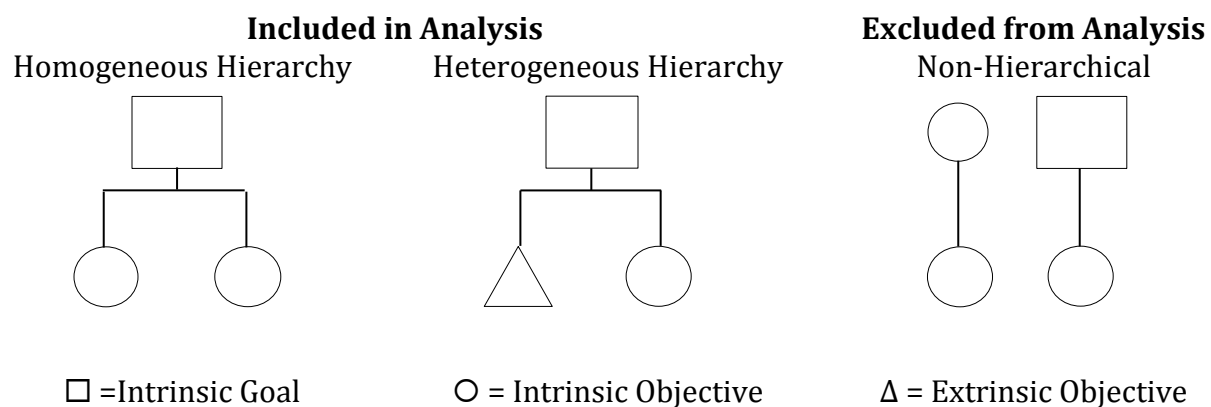 Included in Analysis
Excluded from Analysis
Homogeneous Hierarchy
Heterogeneous Hierarchy
Non-Hierarchical
□ =Intrinsic Goal
○ = Intrinsic Objective
Δ = Extrinsic Objective